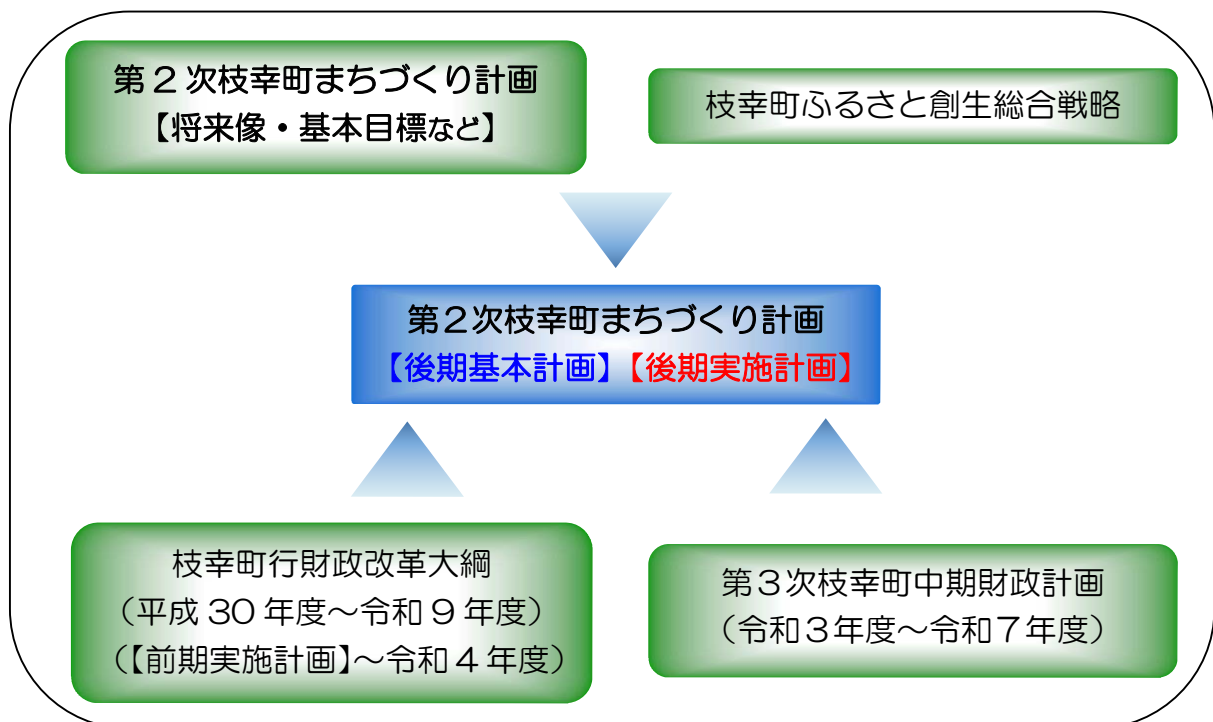 第2次枝幸町まちづくり計画
【将来像・基本目標など】
枝幸町ふるさと創生総合戦略
第2次枝幸町まちづくり計画
【後期基本計画】【後期実施計画】
枝幸町行財政改革大綱
（平成 30 年度～令和 9 年度）
（【前期実施計画】～令和 4 年度）
第3次枝幸町中期財政計画
（令和3年度～令和7年度）